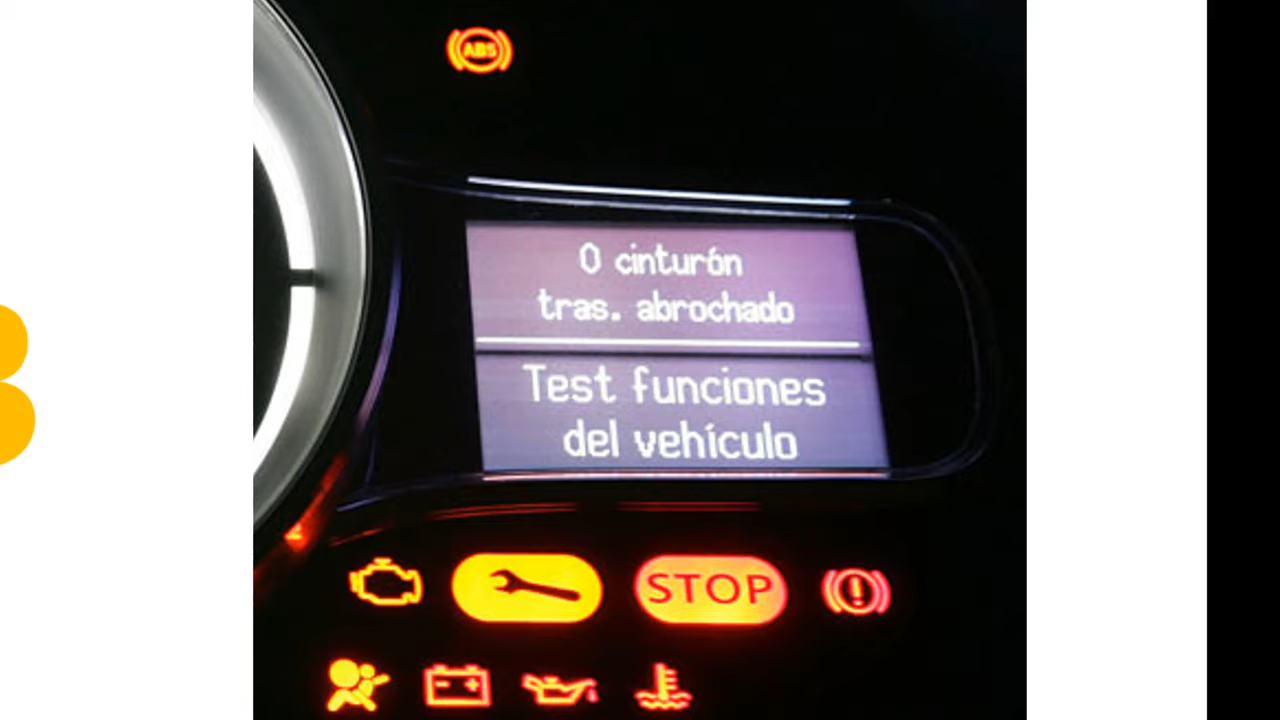 ABS
0 cinturón
tras. abrochado
Test funciones
del vehículo
STOP